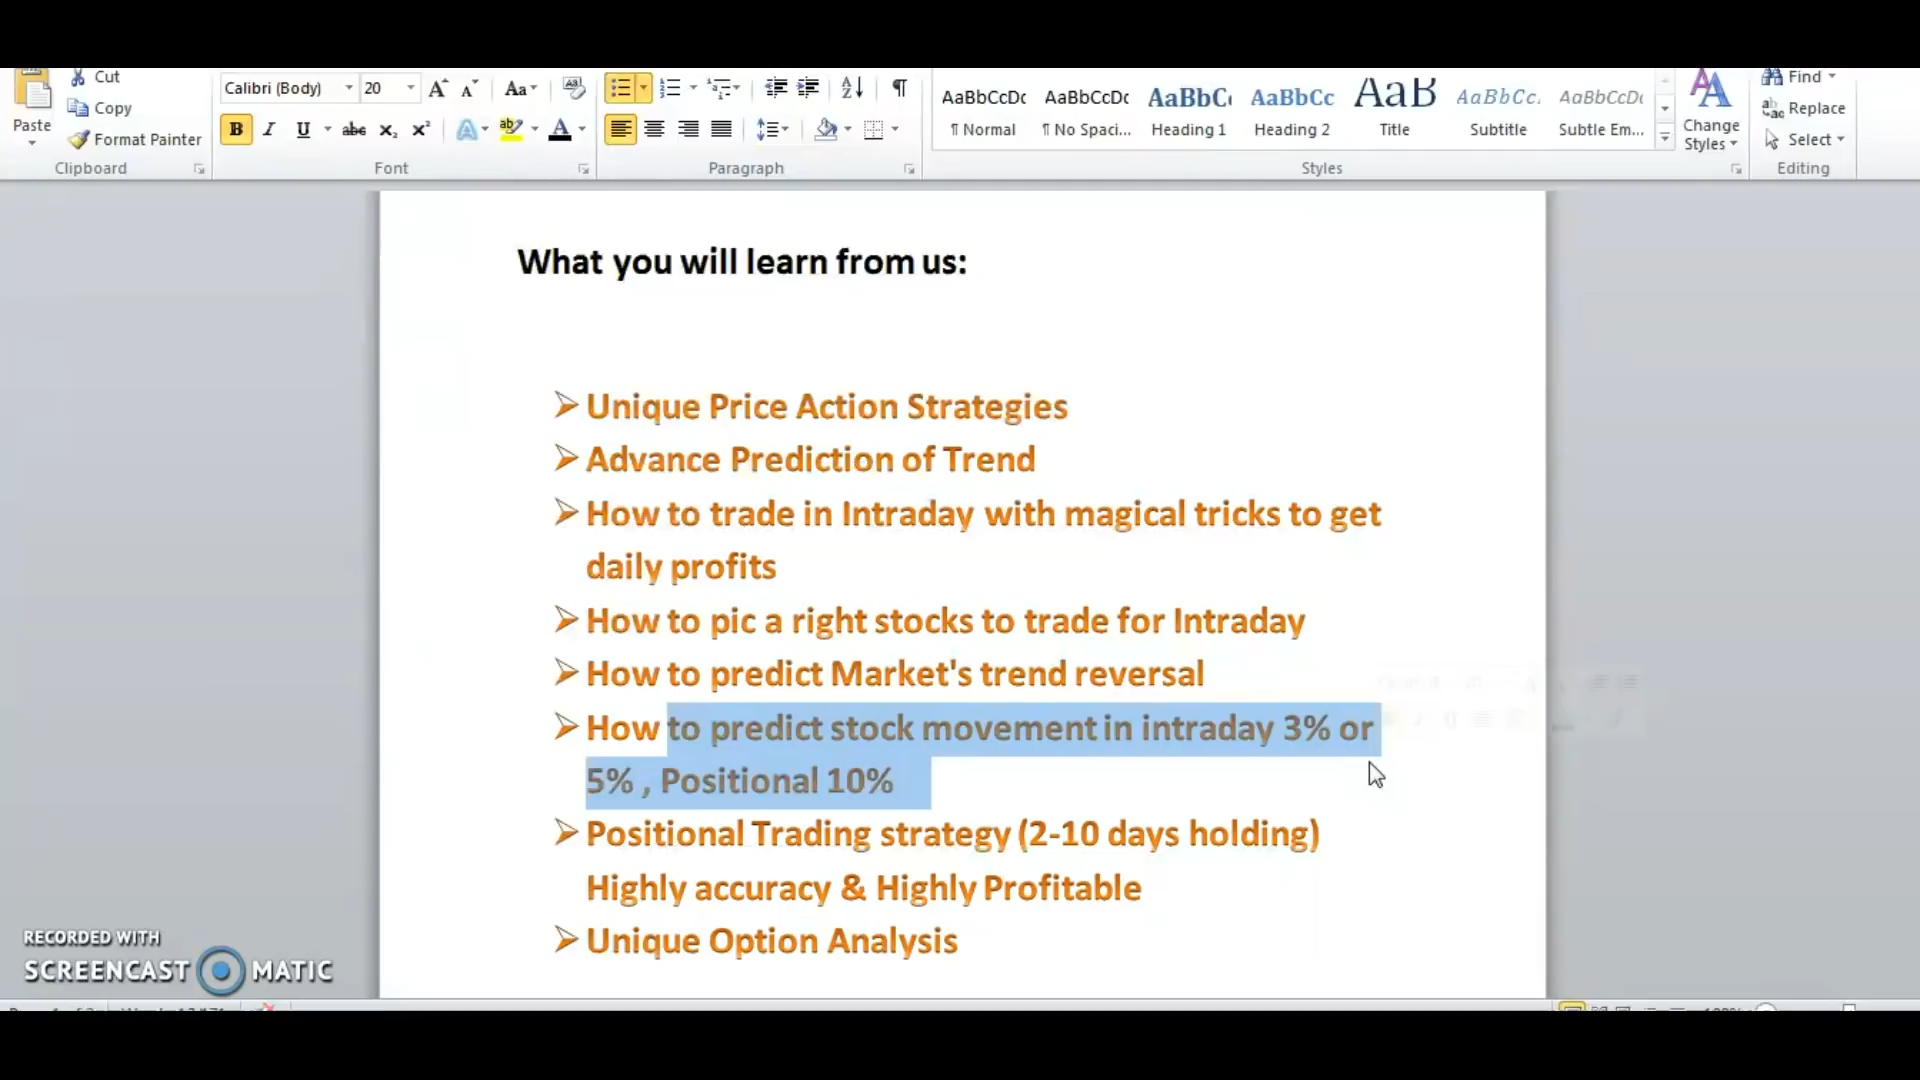 Cut
Calibri (Body) 20
Find
AaBbCcDc AaBbCcDc AaBbC AaBbCc AaB AaBbCc. AaBbCcDc
Copy
Replace
Paste
Change
Styles
¶ Normal ¶ No Spaci... Heading 1 Heading 2 Title Subtitle Subtle Em...
Format Painter
B I U abc x₂ x²
Select
Clipboard Font Paragraph Styles Editing
What you will learn from us:
Unique Price Action Strategies
Advance Prediction of Trend
How to trade in Intraday with magical tricks to get
daily profits
How to pic a right stocks to trade for Intraday
How to predict Market's trend reversal
How to predict stock movement in intraday 3% or
5% , Positional 10%
Positional Trading strategy (2-10 days holding)
Highly accuracy & Highly Profitable
Unique Option Analysis
RECORDED WITH
SCREENCAST MATIC